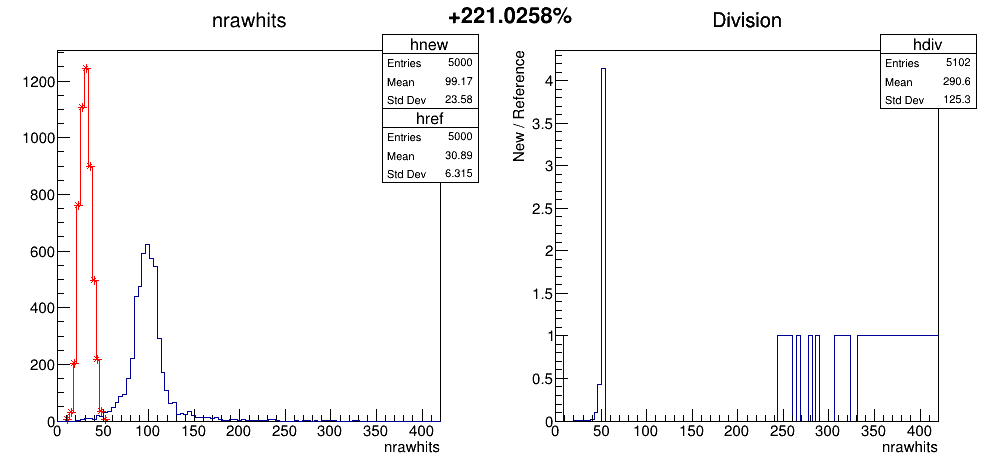 +221.0258%
nrawhits
hnew
Entries 5000
Mean 99.17
Std Dev 23.58
href
Entries 5000
Mean 30.89
Std Dev 6.315
1200
1000
800
600
400
200
0
0 50 100 150 200 250 300 350 400
nrawhits
Division
hdiv
Entries 5102
Mean 290.6
Std Dev 125.3
New / Reference
4
3.5
3
2.5
2
1.5
1
0.5
0
0 50 100 150 200 250 300 350 400
nrawhits